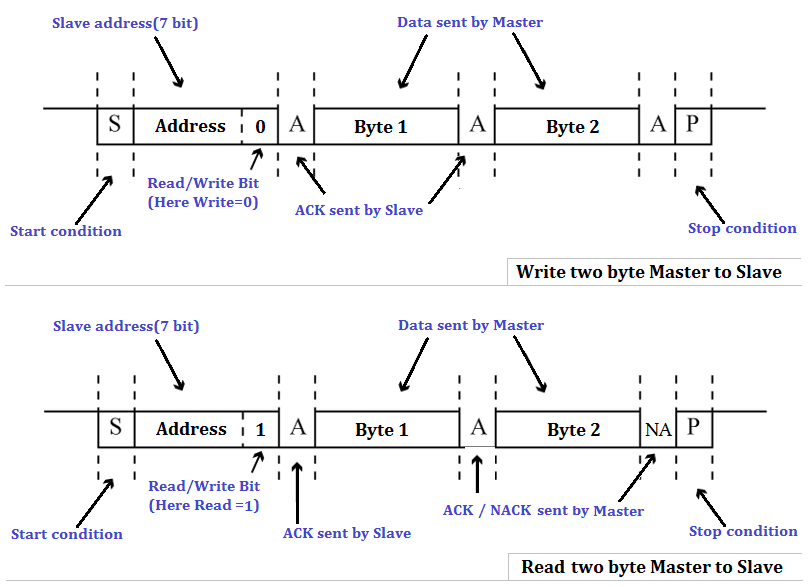 Slave address(7 bit)
Data sent by Master
S
Address
0
A
Byte 1
A
Byte 2
A
P
Read/Write Bit
(Here Write=0)
ACK sent by Slave
Start condition
Stop condition
Write two byte Master to Slave
Slave address(7 bit)
Data sent by Master
S
Address
1
A
Byte 1
A
Byte 2
NA
P
Read/Write Bit
(Here Read =1)
ACK sent by Slave
ACK / NACK sent by Master
Start condition
Stop condition
Read two byte Master to Slave